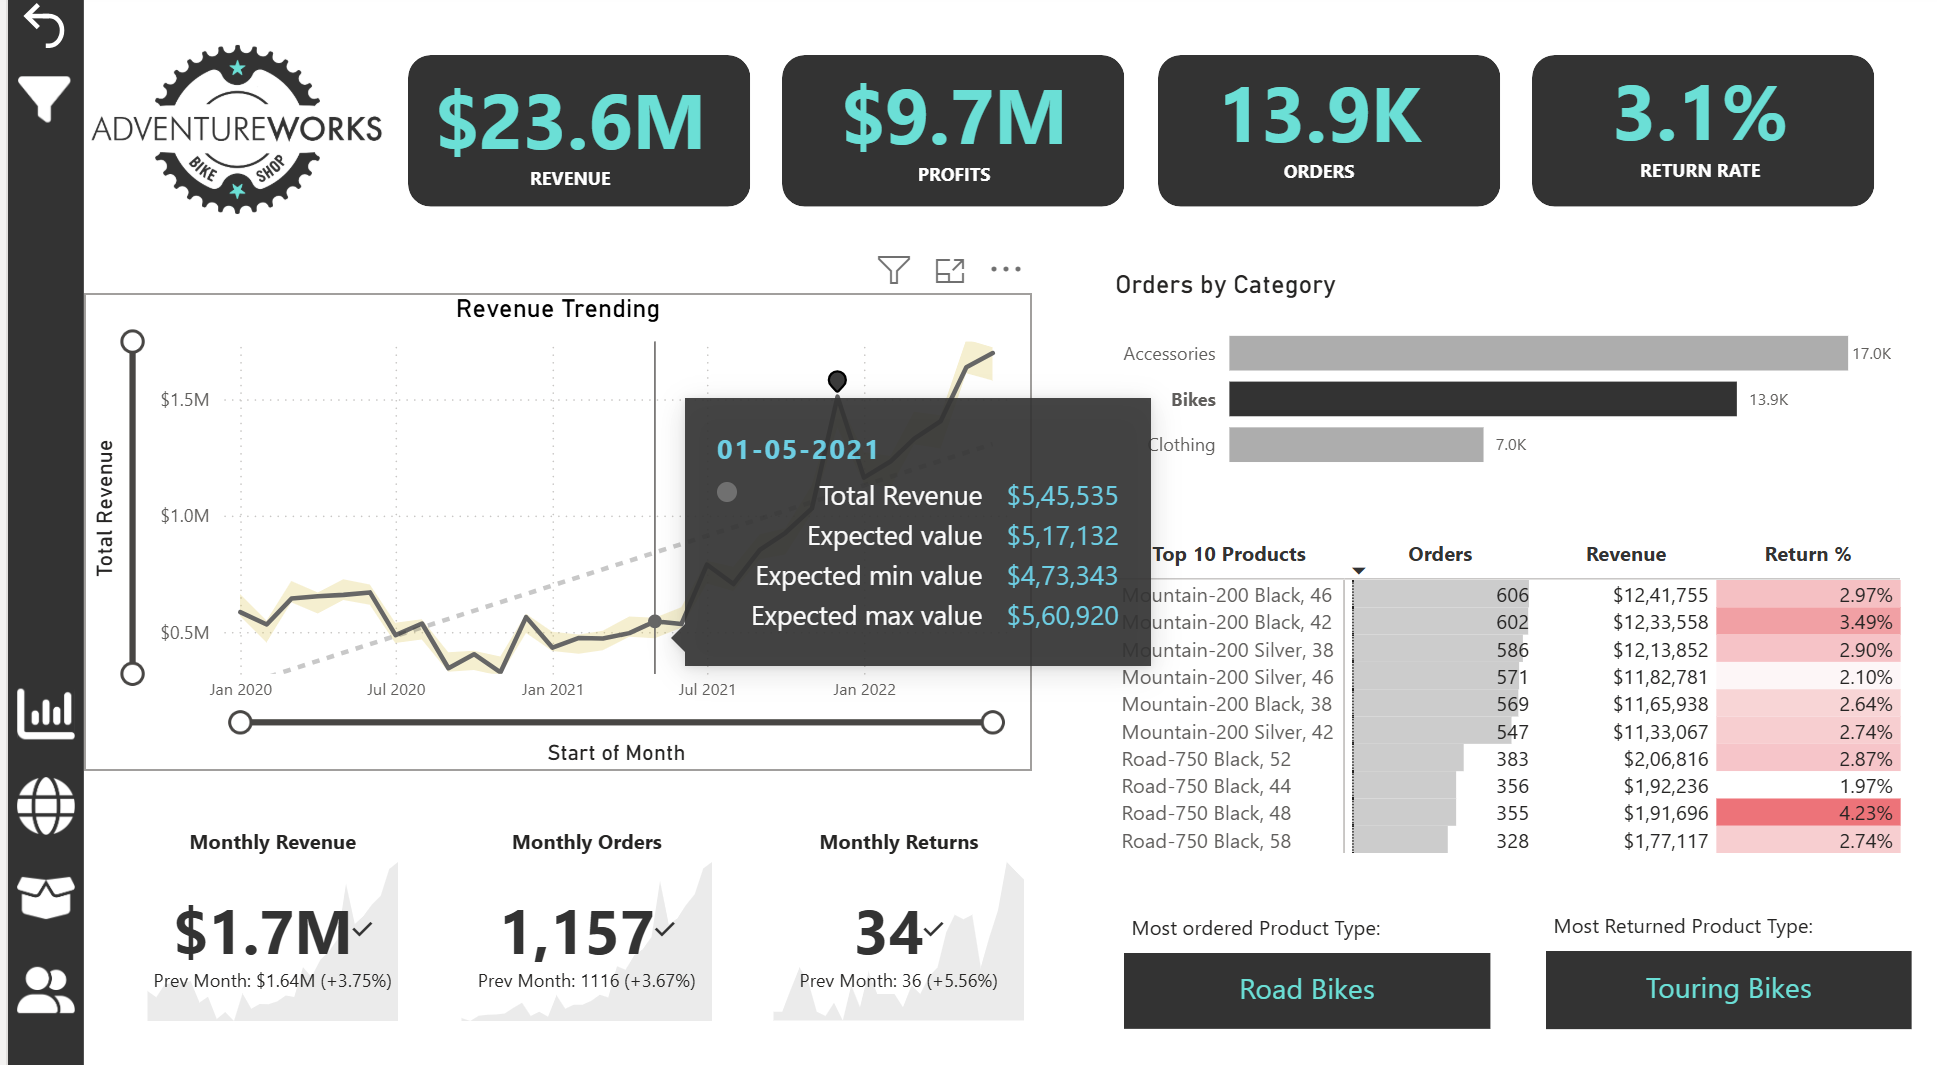 ADVENTUREWORKS
BIKE SHOP
$23.6M
REVENUE
$9.7M
PROFITS
13.9K
ORDERS
3.1%
RETURN RATE
Revenue Trending
Total Revenue
$1.5M
$1.0M
$0.5M
Jan 2020 Jul 2020 Jan 2021 Jul 2021 Jan 2022
Start of Month
01-05-2021
Total Revenue $5,45,535
Expected value $5,17,132
Expected min value $4,73,343
Expected max value $5,60,920
Orders by Category
Accessories 17.0K
Bikes 13.9K
Clothing 7.0K
Top 10 Products Orders Revenue Return %
Mountain-200 Black, 46 606 $12,41,755 2.97%
Mountain-200 Black, 42 602 $12,33,558 3.49%
Mountain-200 Silver, 38 586 $12,13,852 2.90%
Mountain-200 Silver, 46 571 $11,82,781 2.10%
Mountain-200 Black, 38 569 $11,65,938 2.64%
Mountain-200 Silver, 42 547 $11,33,067 2.74%
Road-750 Black, 52 383 $2,06,816 2.87%
Road-750 Black, 44 356 $1,92,236 1.97%
Road-750 Black, 48 355 $1,91,696 4.23%
Road-750 Black, 58 328 $1,77,117 2.74%
Monthly Revenue
$1.7M
Prev Month: $1.64M (+3.75%)
Monthly Orders
1,157
Prev Month: 1116 (+3.67%)
Monthly Returns
34
Prev Month: 36 (+5.56%)
Most ordered Product Type:
Road Bikes
Most Returned Product Type:
Touring Bikes